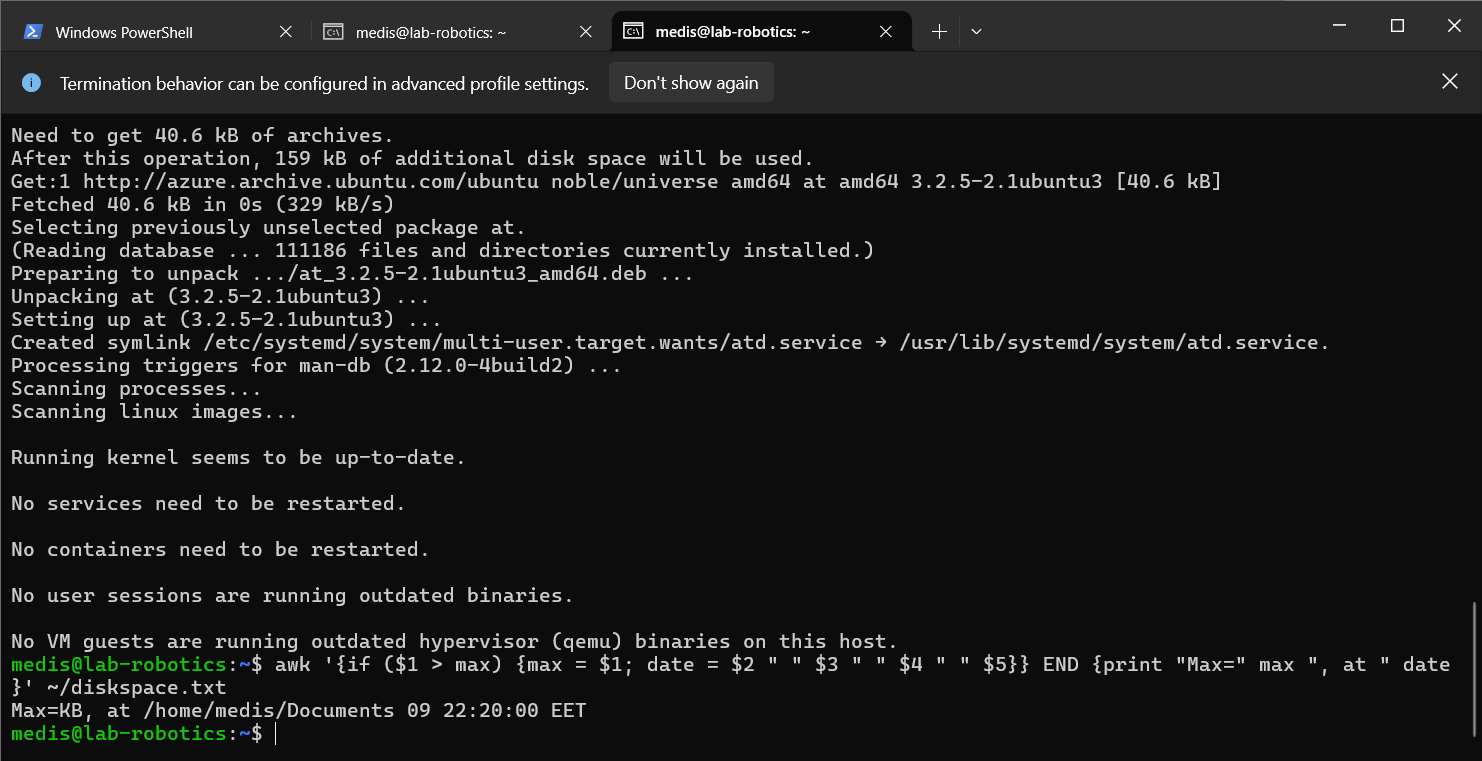 Windows PowerShell
medis@lab-robotics: ~
medis@lab-robotics: ~
Termination behavior can be configured in advanced profile settings.
Don't show again
Need to get 40.6 kB of archives.
After this operation, 159 kB of additional disk space will be used.
Get:1 http://azure.archive.ubuntu.com/ubuntu noble/universe amd64 at amd64 3.2.5-2.1ubuntu3 [40.6 kB]
Fetched 40.6 kB in 0s (329 kB/s)
Selecting previously unselected package at.
(Reading database ... 111186 files and directories currently installed.)
Preparing to unpack .../at_3.2.5-2.1ubuntu3_amd64.deb ...
Unpacking at (3.2.5-2.1ubuntu3) ...
Setting up at (3.2.5-2.1ubuntu3) ...
Created symlink /etc/systemd/system/multi-user.target.wants/atd.service → /usr/lib/systemd/system/atd.service.
Processing triggers for man-db (2.12.0-4build2) ...
Scanning processes...
Scanning linux images...
Running kernel seems to be up-to-date.
No services need to be restarted.
No containers need to be restarted.
No user sessions are running outdated binaries.
No VM guests are running outdated hypervisor (qemu) binaries on this host.
medis@lab-robotics:~$ awk '{if ($1 > max) {max = $1; date = $2 " " $3 " " $4 " " $5}} END {print "Max=" max ", at " date
}' ~/diskspace.txt
Max=KB, at /home/medis/Documents 09 22:20:00 EET
medis@lab-robotics:~$